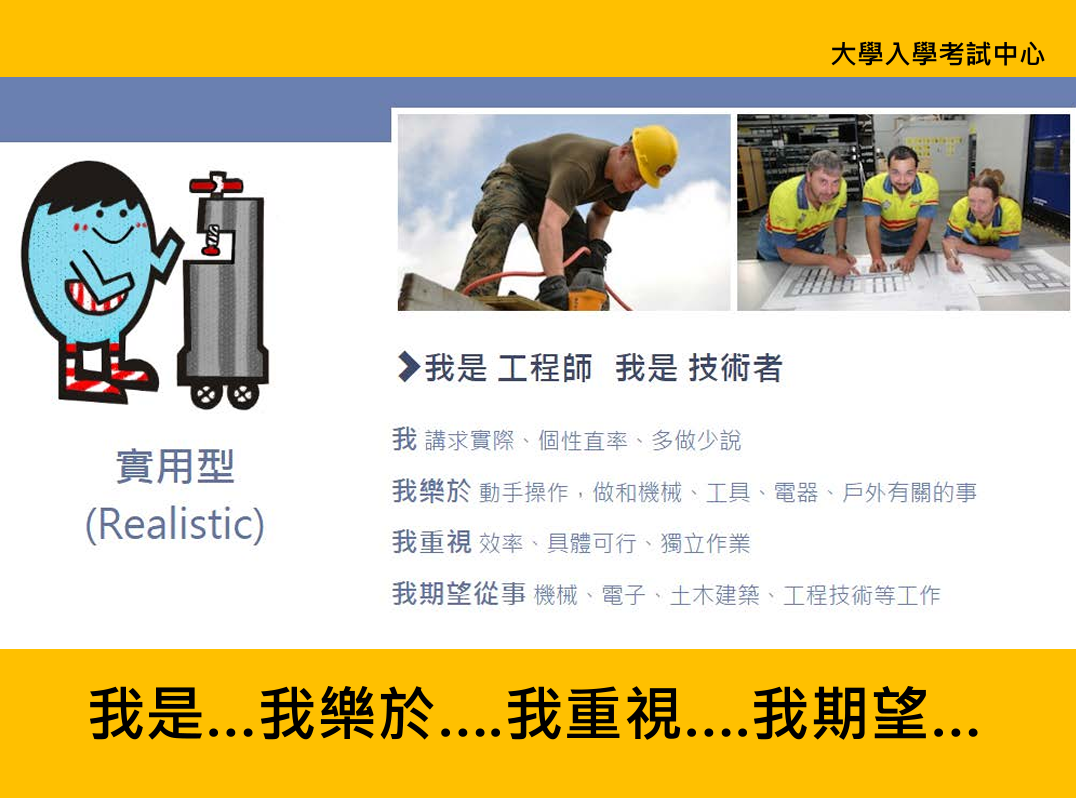 大學入學考試中心
我是 工程師 我是 技術者
我 講求實際、個性直率、多做少說
我樂於 動手操作，做和機械、工具、電器、戶外有關的事
我重視 效率、具體可行、獨立作業
我期望從事 機械、電子、土木建築、工程技術等工作
實用型
(Realistic)
我是...我樂於....我重視....我期望...